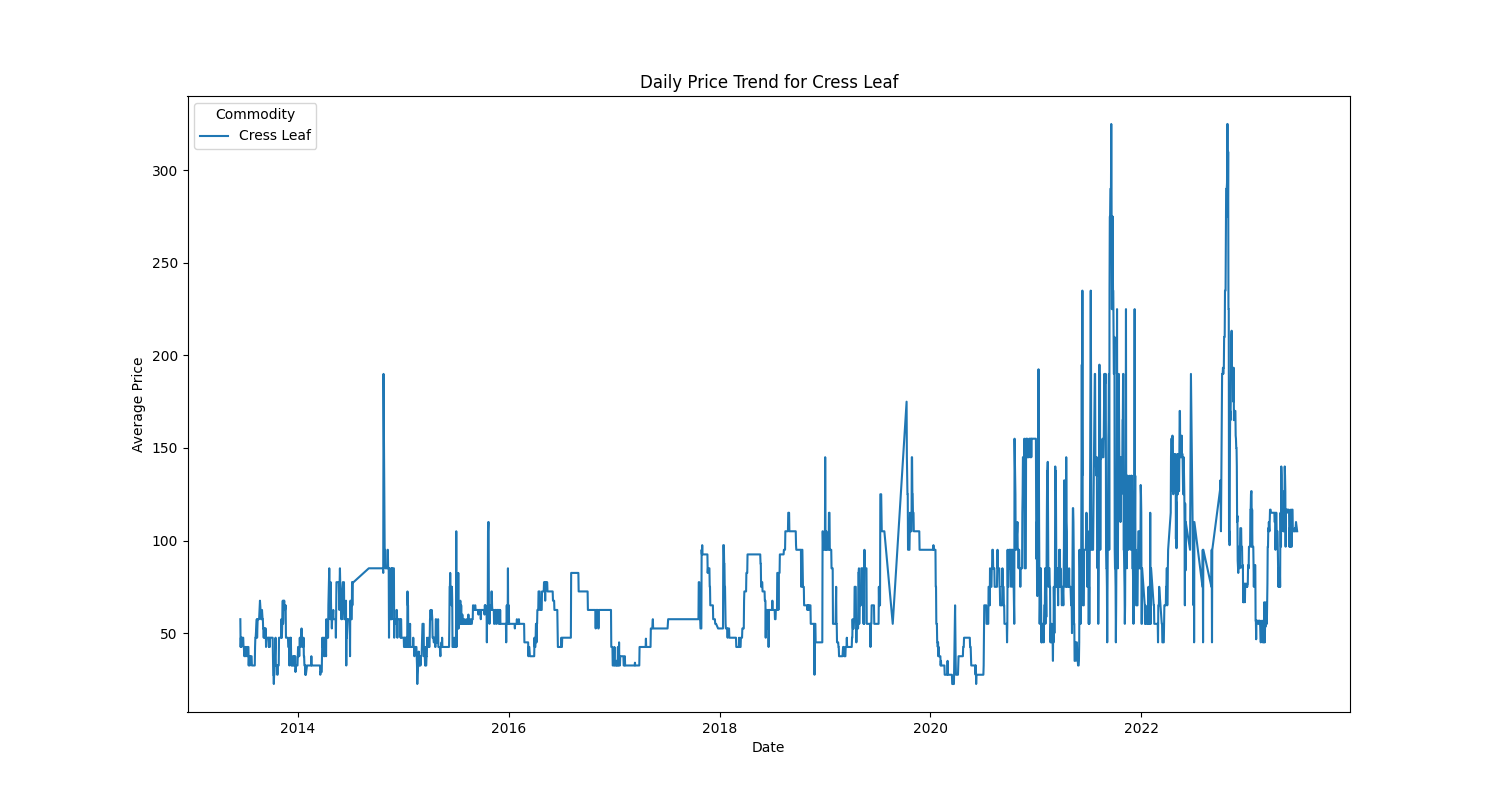 Daily Price Trend for Cress Leaf
Commodity
Cress Leaf
Average Price
300
250
200
150
100
50
2014 2016 2018 2020 2022
Date